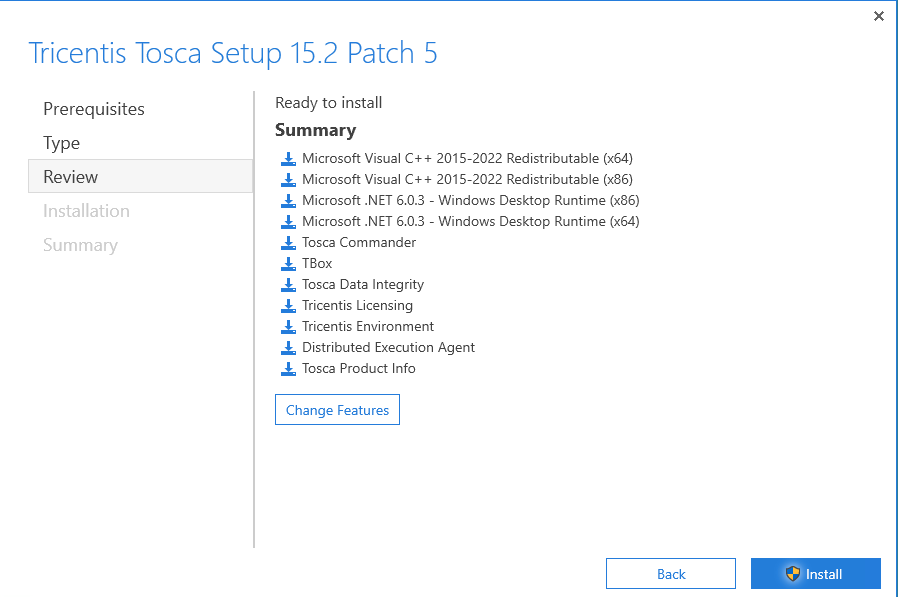 Tricentis Tosca Setup 15.2 Patch 5
Prerequisites
Type
Review
Installation
Summary
Ready to install
Summary
Microsoft Visual C++ 2015-2022 Redistributable (x64)
Microsoft Visual C++ 2015-2022 Redistributable (x86)
Microsoft .NET 6.0.3 - Windows Desktop Runtime (x86)
Microsoft .NET 6.0.3 - Windows Desktop Runtime (x64)
Tosca Commander
TBox
Tosca Data Integrity
Tricentis Licensing
Tricentis Environment
Distributed Execution Agent
Tosca Product Info
Change Features
Back
Install